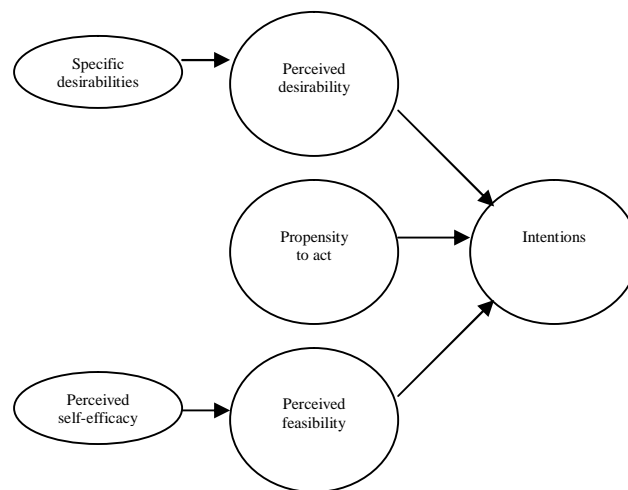 Specific
desirabilities
Perceived
desirability
Propensity
to act
Intentions
Perceived
self-efficacy
Perceived
feasibility